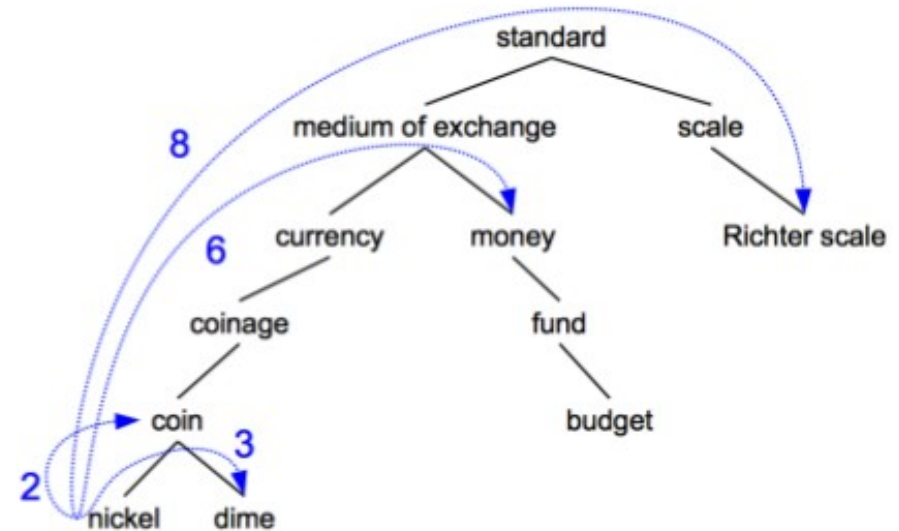 standard
8
medium of exchange
scale
6
currency
money
Richter scale
coinage
fund
coin
budget
3
2
nickel
dime